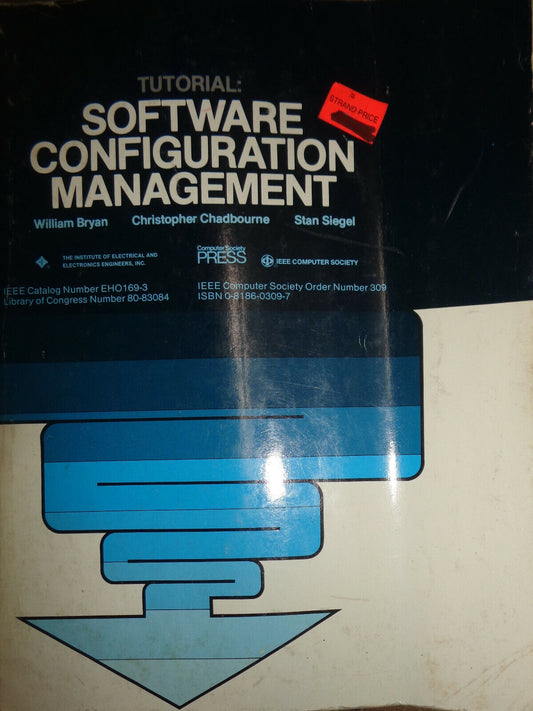 TUTORIAL:
SOFTWARE
CONFIGURATION
MANAGEMENT
STRAND PRICE
William Bryan Christopher Chadbourne Stan Siegel
THE INSTITUTE OF ELECTRICAL AND
ELECTRONICS ENGINEERS, INC.
Computer Society
PRESS
IEEE COMPUTER SOCIETY
IEEE Catalog Number EHO169-3
Library of Congress Number 80-83084
IEEE Computer Society Order Number 309
ISBN 0-8186-0309-7